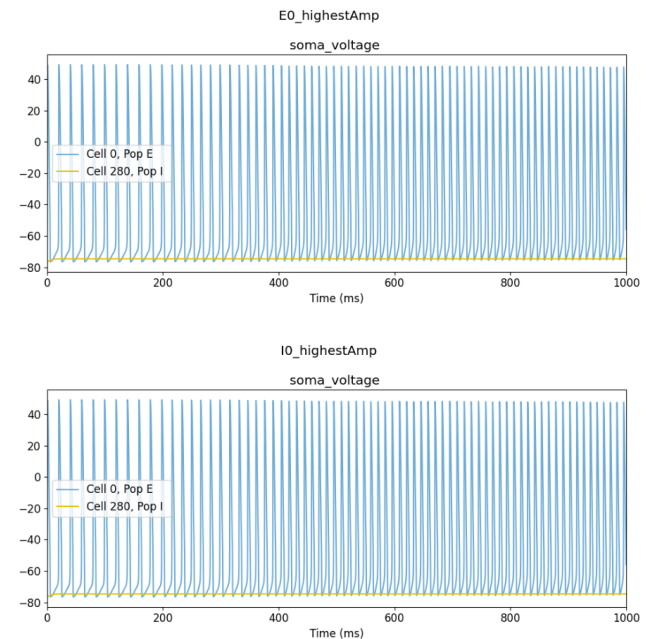 E0_highestAmp
soma_voltage
40
20
0
−20
−40
−60
−80
Cell 0, Pop E
Cell 280, Pop I
0 200 400 600 800 1000
Time (ms)
I0_highestAmp
soma_voltage
40
20
0
−20
−40
−60
−80
Cell 0, Pop E
Cell 280, Pop I
0 200 400 600 800 1000
Time (ms)